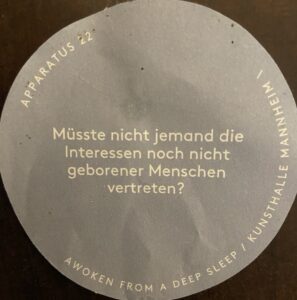 APPARATUS 22
Müsste nicht jemand die
Interessen noch nicht
geborener Menschen
vertreten?
AWOKEN FROM A DEEP SLEEP / KUNSTHALLE MANNHEIM /